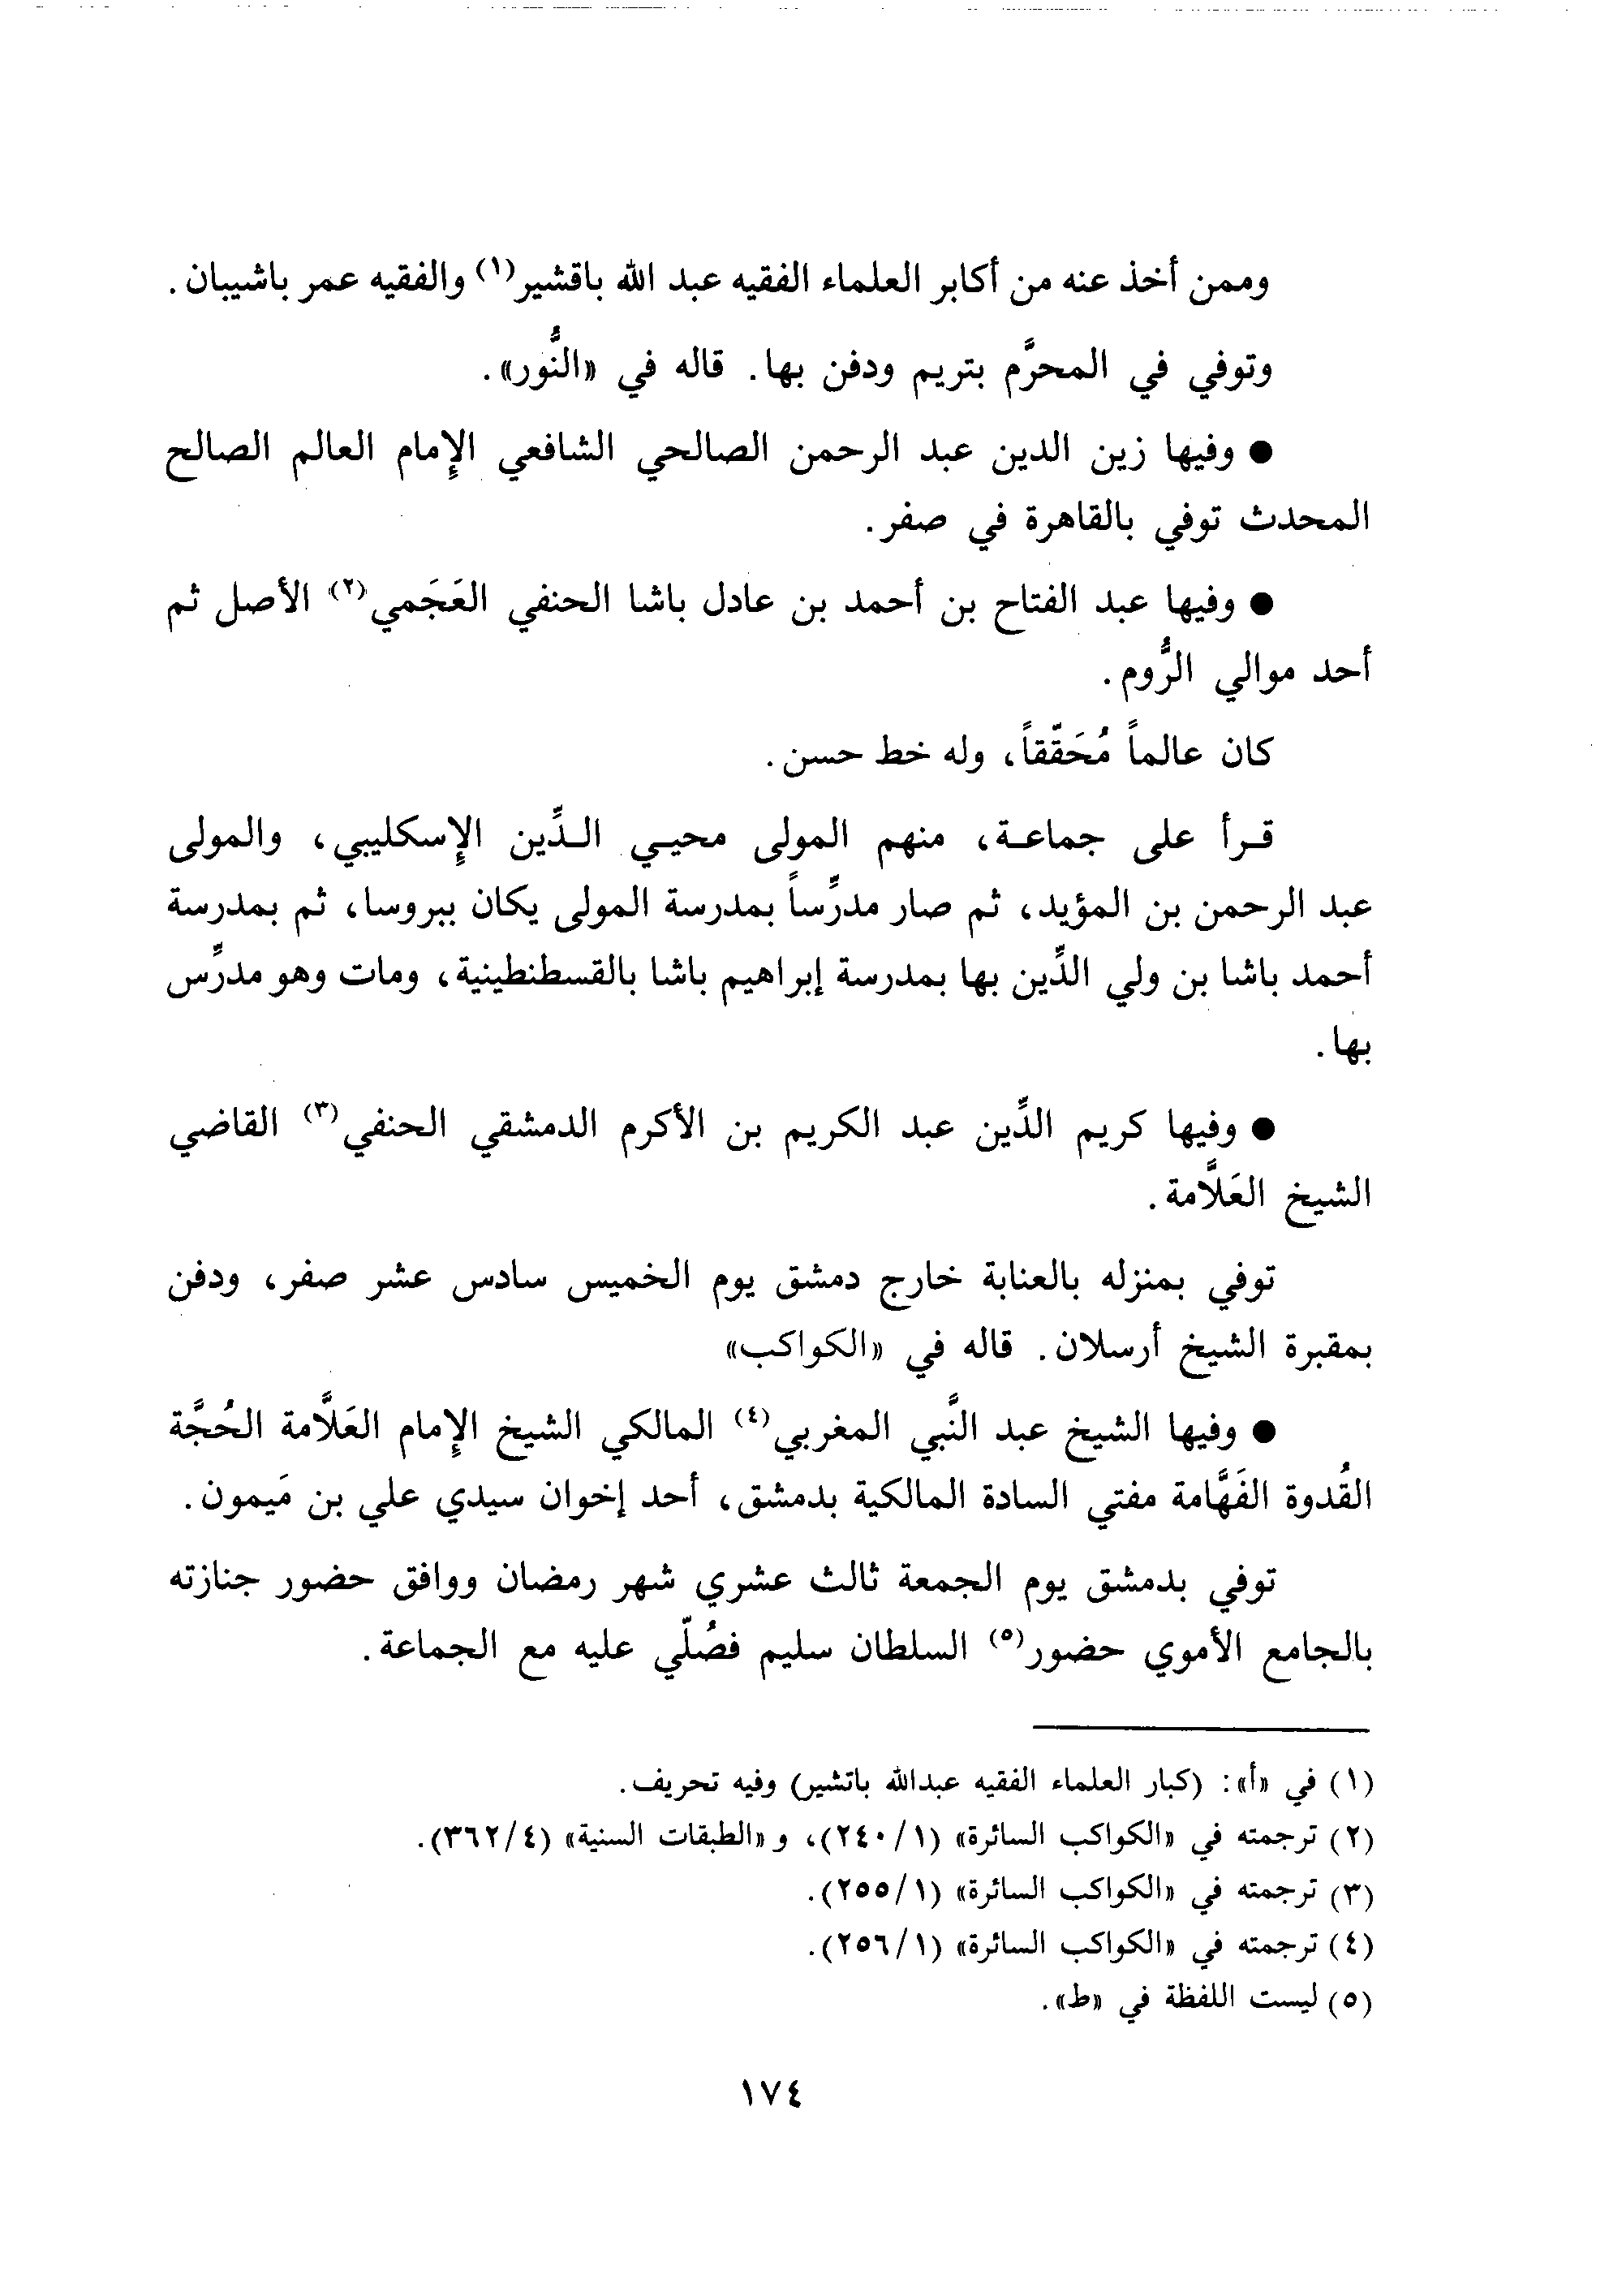 وممن أخذ عنه من أكابر العلماء الفقيه عبد الله باقشير(١) والفقيه عمر باشيبان.
وتوفي في المحرَّم بتريم ودفن بها. قاله في «النُّور».
● وفيها زين الدين عبد الرحمن الصالحي الشافعي الإمام العالم الصالح
المحدث توفي بالقاهرة في صفر.
● وفيها عبد الفتاح بن أحمد بن عادل باشا الحنفي العَجَمي(٢) الأصل ثم
أحد موالي الرُّوم.
كان عالماً مُحَقّقاً، وله خط حسن.
قرأ على جماعة، منهم المولى محيي الدِّين الإسكليبي، والمولى
عبد الرحمن بن المؤيد، ثم صار مدرِّساً بمدرسة المولى يكان ببروسا، ثم بمدرسة
أحمد باشا بن ولي الدِّين بها بمدرسة إبراهيم باشا بالقسطنطينية، ومات وهو مدرِّس
بها.
● وفيها كريم الدِّين عبد الكريم بن الأكرم الدمشقي الحنفي(٣) القاضي
الشيخ العَلَّامة.
توفي بمنزله بالعنابة خارج دمشق يوم الخميس سادس عشر صفر، ودفن
بمقبرة الشيخ أرسلان. قاله في «الكواكب»
● وفيها الشيخ عبد النَّبي المغربي(٤) المالكي الشيخ الإمام العَلَّامة الحُجَّة
القُدوة الفَهَّامة مفتي السادة المالكية بدمشق، أحد إخوان سيدي علي بن مَيمون.
توفي بدمشق يوم الجمعة ثالث عشري شهر رمضان ووافق حضور جنازته
بالجامع الأموي حضور(٥) السلطان سليم فصُلّي عليه مع الجماعة.
(١) في «أ»: (كبار العلماء الفقيه عبدالله باتشير) وفيه تحريف.
(٢) ترجمته في «الكواكب السائرة» (٢٤٠/١)، و«الطبقات السنية» (٣٦٢/٤).
(٣) ترجمته في «الكواكب السائرة» (٢٥٥/١).
(٤) ترجمته في «الكواكب السائرة» (٢٥٦/١).
(٥) ليست اللفظة في «ط».
١٧٤